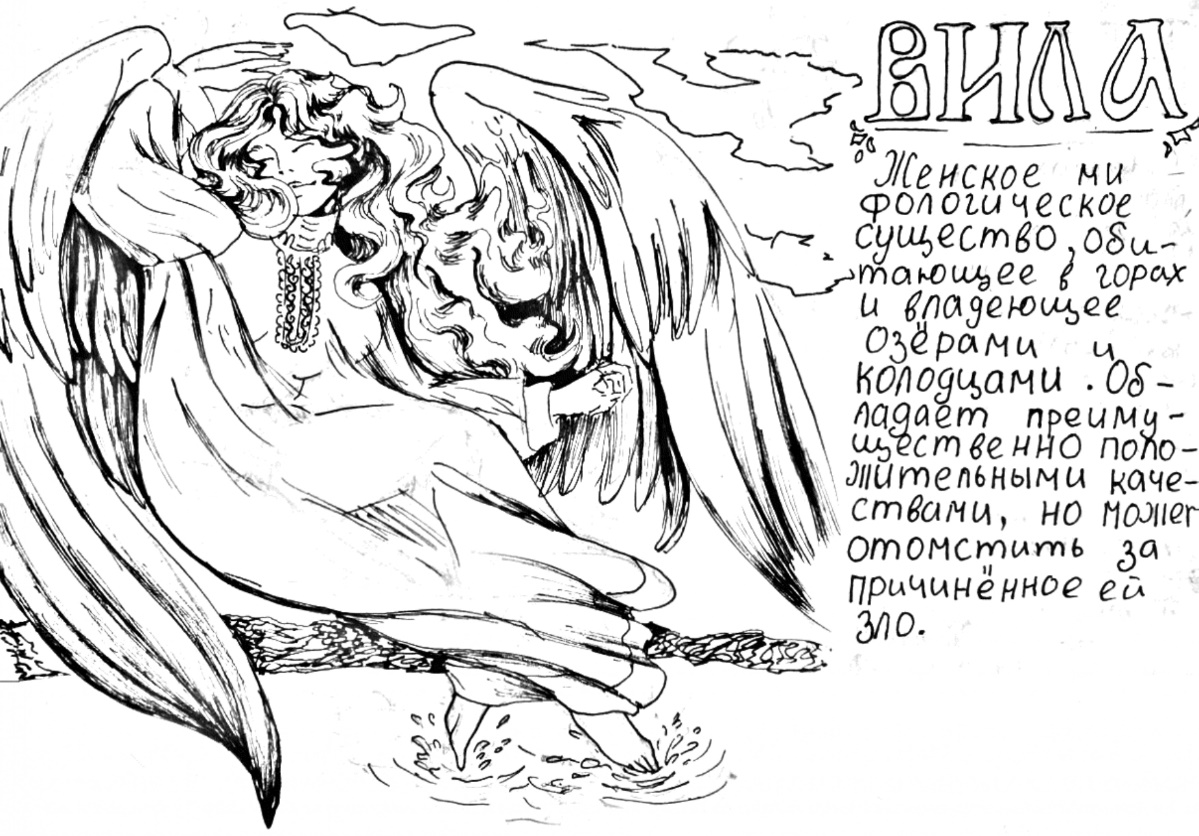 ВИЛА
Женское ми
фологическое
существо, оби-
тающее в горах
и владеющее
озёрами и
колодцами. Об-
ладает преиму-
щественно поло-
жительными каче-
ствами, но может
отомстить за
причинённое ей
зло.